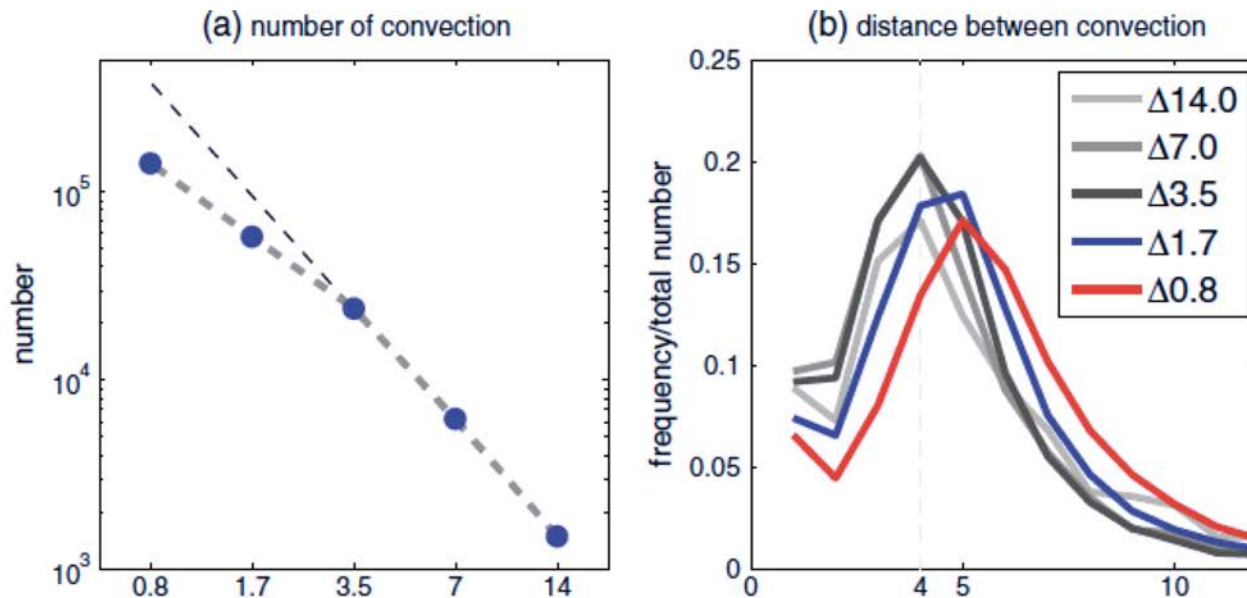 (a) number of convection
number
10^5
10^4
10^3
0.8 1.7 3.5 7 14
(b) distance between convection
frequency/total number
0.25
0.2
0.15
0.1
0.05
0
0 4 5 10
Δ14.0
Δ7.0
Δ3.5
Δ1.7
Δ0.8